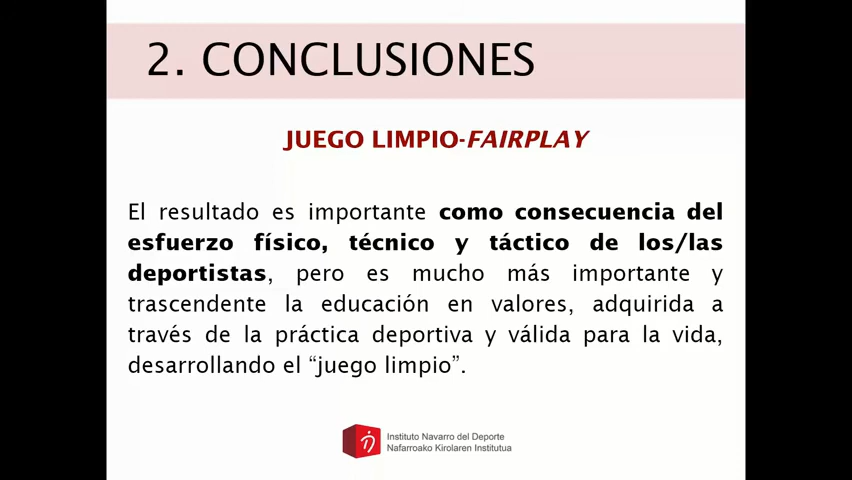 2. CONCLUSIONES
JUEGO LIMPIO-FAIRPLAY
El resultado es importante como consecuencia del
esfuerzo físico, técnico y táctico de los/las
deportistas, pero es mucho más importante y
trascendente la educación en valores, adquirida a
través de la práctica deportiva y válida para la vida,
desarrollando el “juego limpio”.
Instituto Navarro del Deporte
Nafarroako Kirolaren Institutua